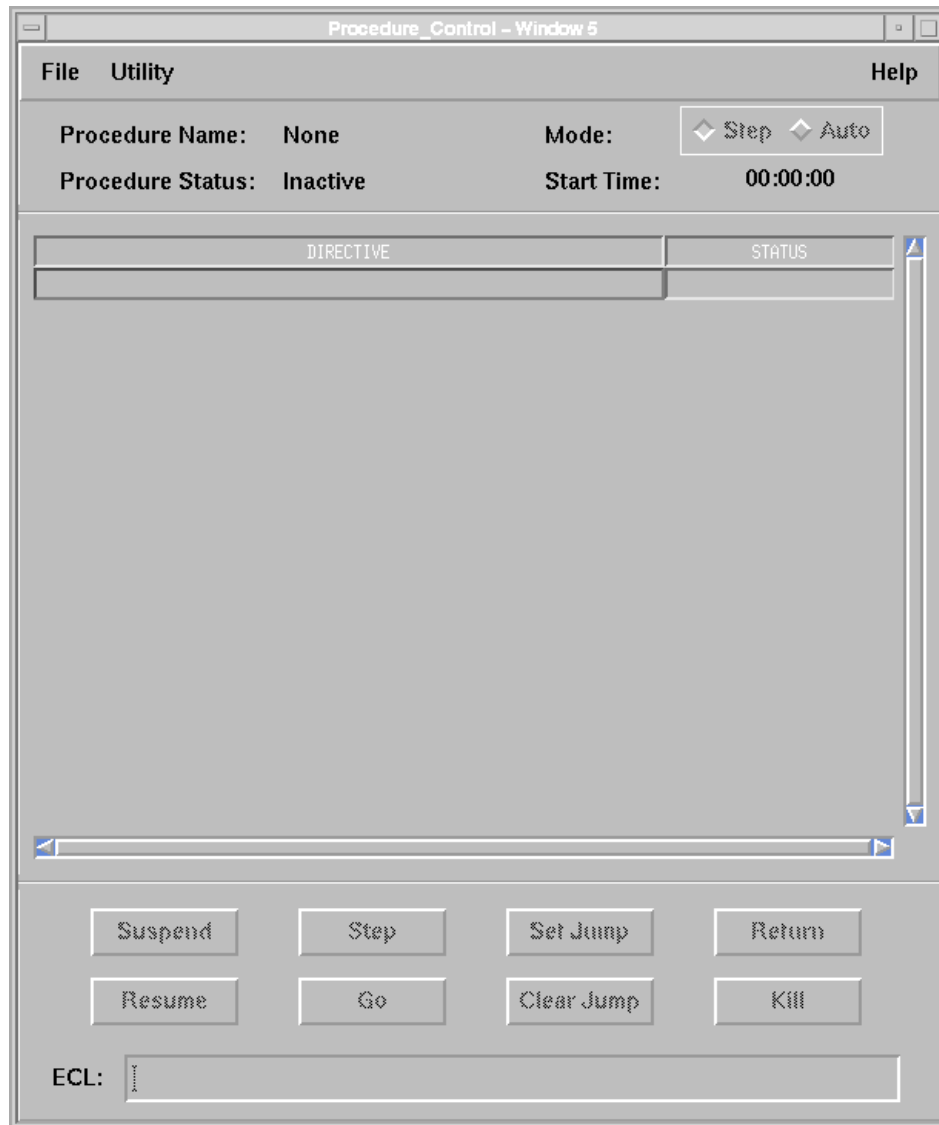 Procedure_Control – Window 5
File Utility Help
Procedure Name: None Mode: Step Auto
Procedure Status: Inactive Start Time: 00:00:00
DIRECTIVE STATUS
Suspend Step Set Jump Return
Resume Go Clear Jump Kill
ECL: